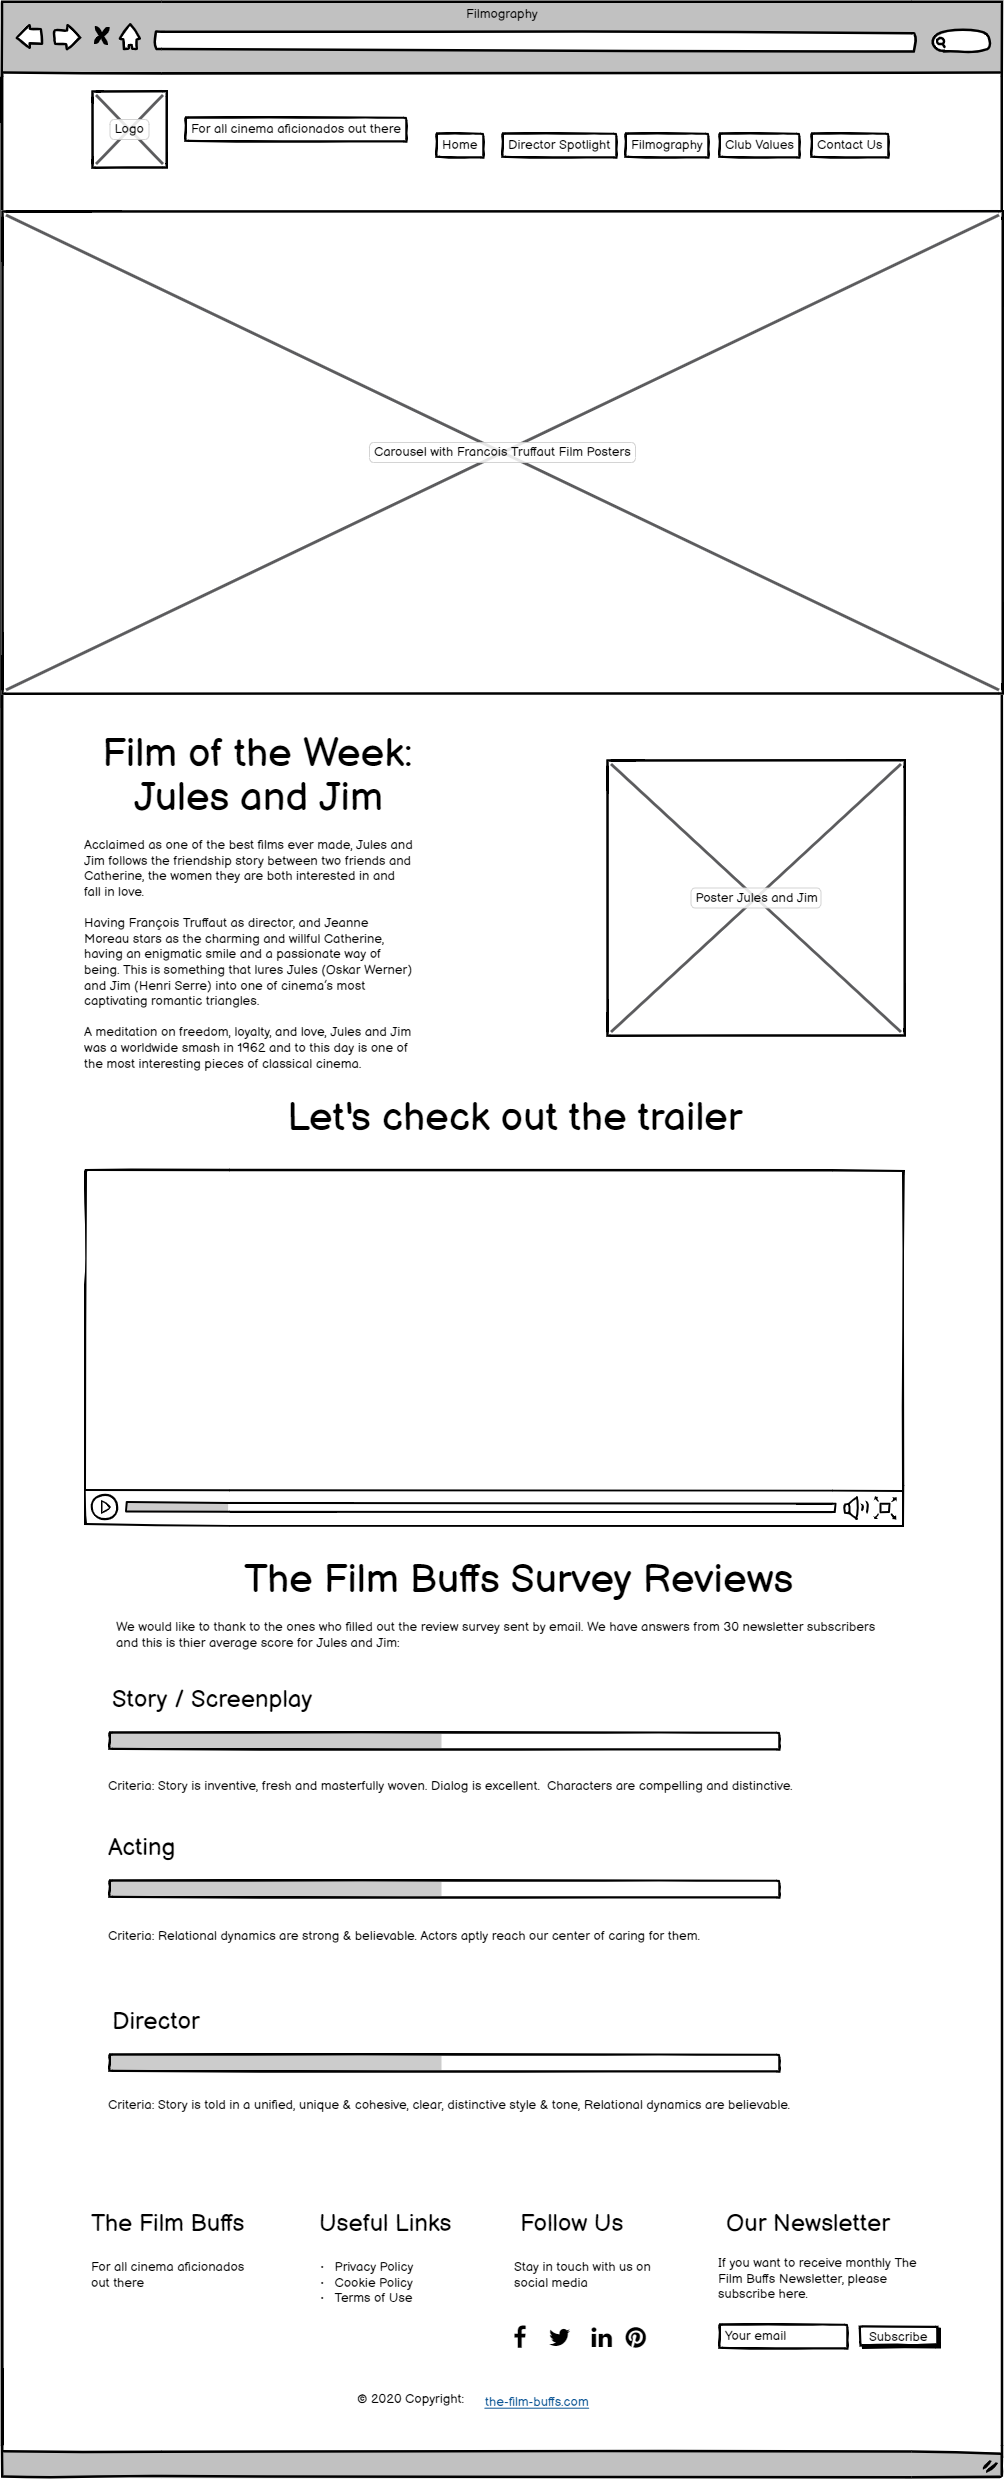 Filmography
Logo
For all cinema aficionados out there
Home
Director Spotlight
Filmography
Club Values
Contact Us
Carousel with Francois Truffaut Film Posters
Film of the Week:
Jules and Jim
Acclaimed as one of the best films ever made, Jules and
Jim follows the friendship story between two friends and
Catherine, the women they are both interested in and
fall in love.
Having François Truffaut as director, and Jeanne
Moreau stars as the charming and willful Catherine,
having an enigmatic smile and a passionate way of
being. This is something that lures Jules (Oskar Werner)
and Jim (Henri Serre) into one of cinema's most
captivating romantic triangles.
A meditation on freedom, loyalty, and love, Jules and Jim
was a worldwide smash in 1962 and to this day is one of
the most interesting pieces of classical cinema.
Poster Jules and Jim
Let's check out the trailer
The Film Buffs Survey Reviews
We would like to thank to the ones who filled out the review survey sent by email. We have answers from 30 newsletter subscribers
and this is thier average score for Jules and Jim:
Story / Screenplay
Criteria: Story is inventive, fresh and masterfully woven. Dialog is excellent.  Characters are compelling and distinctive.
Acting
Criteria: Relational dynamics are strong & believable. Actors aptly reach our center of caring for them.
Director
Criteria: Story is told in a unified, unique & cohesive, clear, distinctive style & tone, Relational dynamics are believable.
The Film Buffs
For all cinema aficionados
out there
Useful Links
• Privacy Policy
• Cookie Policy
• Terms of Use
Follow Us
Stay in touch with us on
social media
Our Newsletter
If you want to receive monthly The
Film Buffs Newsletter, please
subscribe here.
Your email
Subscribe
© 2020 Copyright: the-film-buffs.com